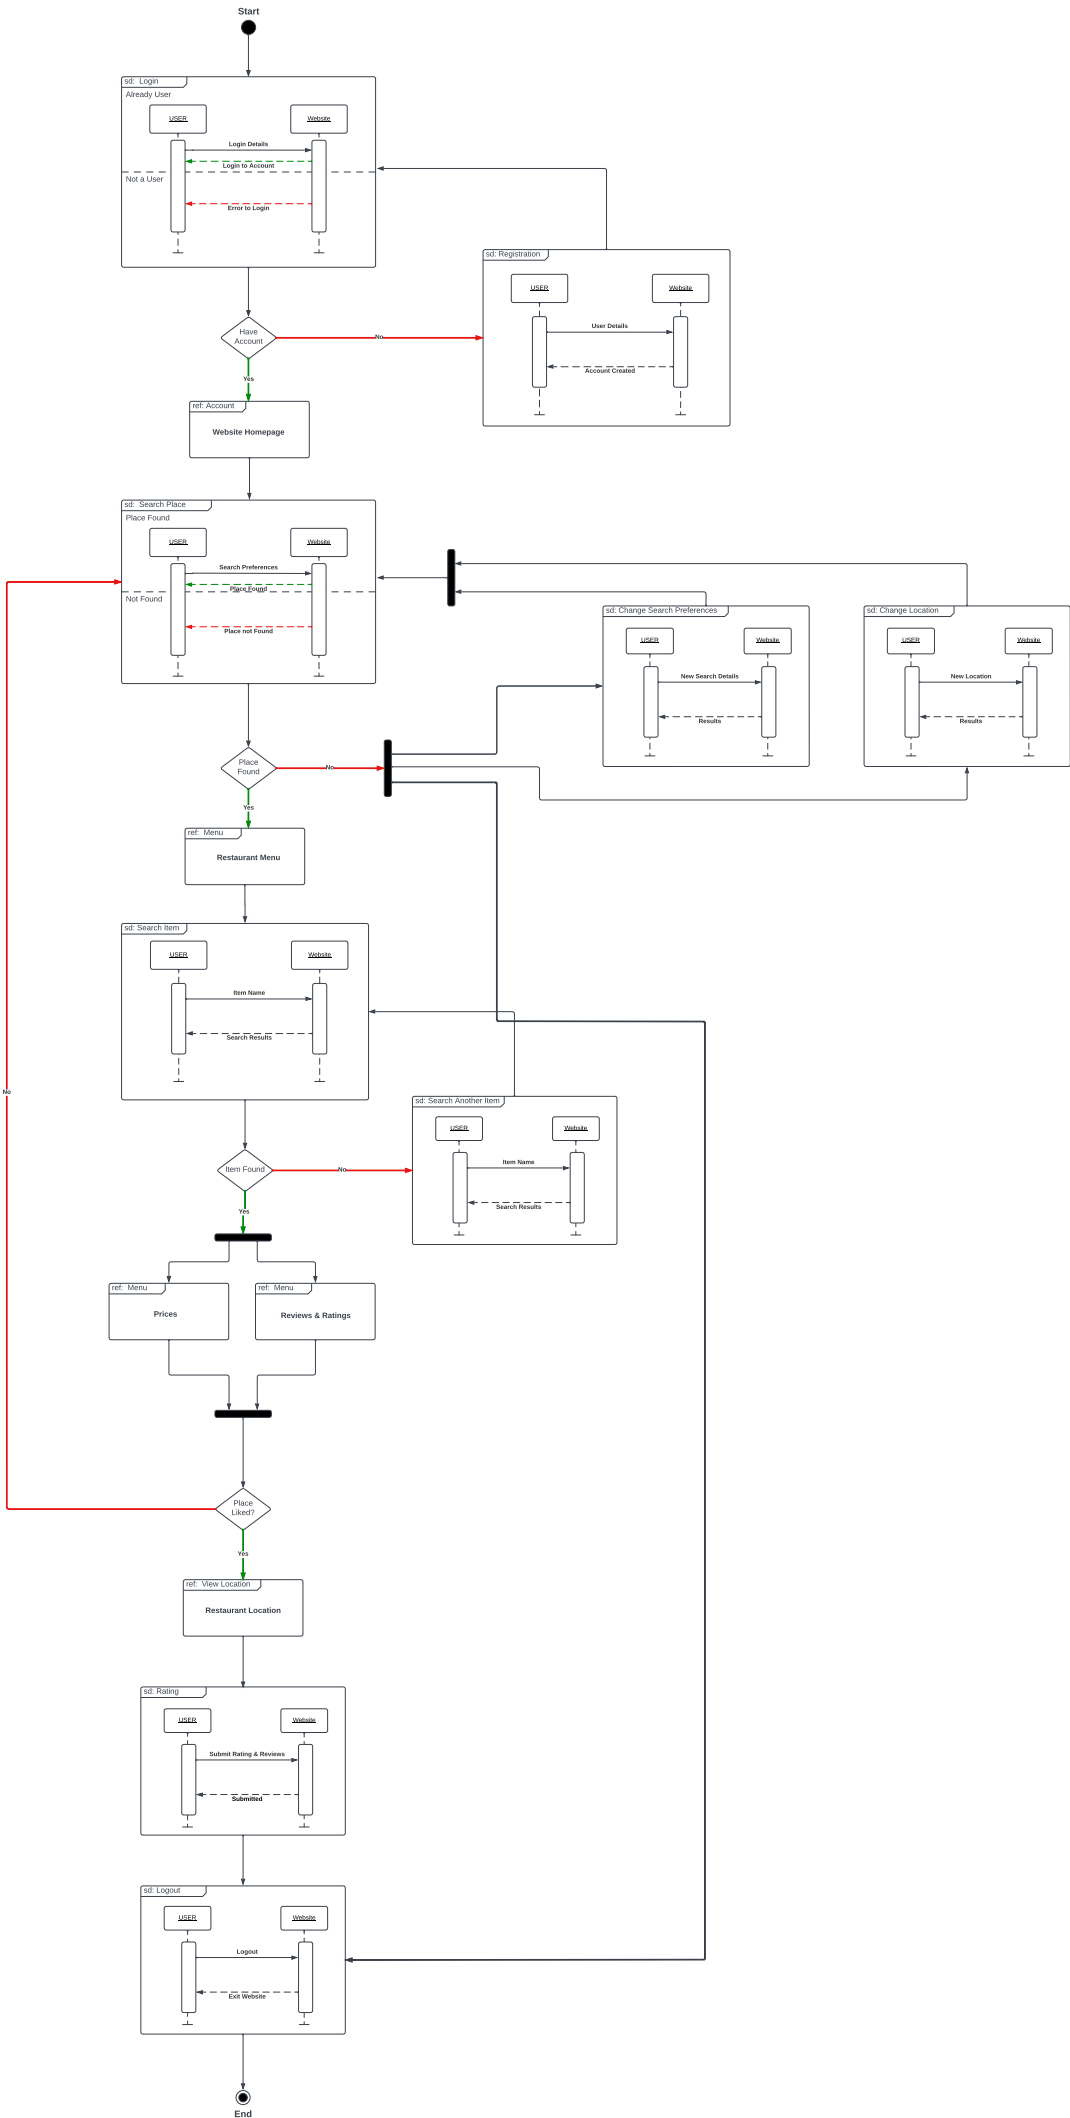 Start
sd:  Login
Already User
USER
Website
Login Details
Login to Account
Not a User
Error to Login
sd: Registration
USER
Website
User Details
Account Created
Have
Account
No
Yes
ref: Account
Website Homepage
sd:  Search Place
Place Found
USER
Website
Search Preferences
Place Found
Not Found
Place not Found
sd: Change Search Preferences
USER
Website
New Search Details
Results
sd: Change Location
USER
Website
New Location
Results
Place
Found
No
Yes
ref:  Menu
Restaurant Menu
sd: Search Item
USER
Website
Item Name
Search Results
No
sd: Search Another Item
USER
Website
Item Name
Search Results
Item Found
No
Yes
ref:  Menu
Prices
ref:  Menu
Reviews & Ratings
Place
Liked?
Yes
ref:  View Location
Restaurant Location
sd: Rating
USER
Website
Submit Rating & Reviews
Submitted
sd: Logout
USER
Website
Logout
Exit Website
End